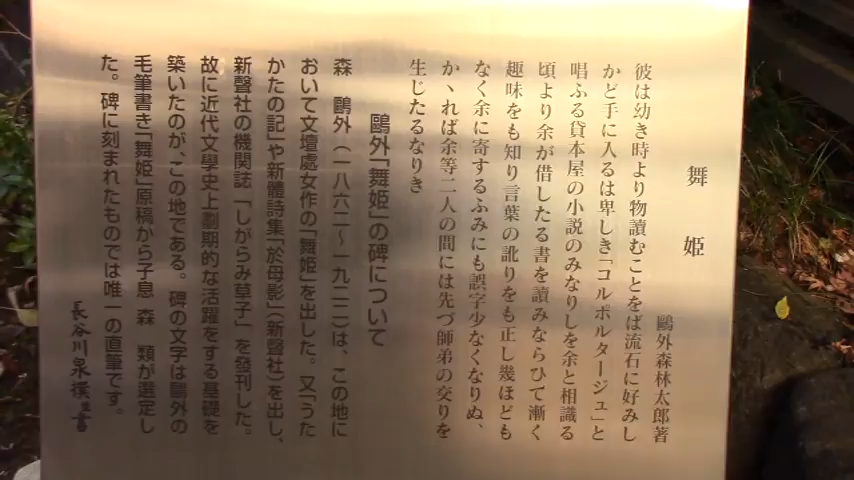 舞姫
鷗外森林太郎著
彼は幼き時より物讀むことをば流石に好みし
かど手に入るは卑しき「コルポルタージュ」と
唱ふる貸本屋の小説のみなりしを余と相識る
頃より余が借したる書を讀みならひて漸く
趣味をも知り言葉の訛りをも正し幾ほども
なく余に寄するふみにも誤字少なくなりぬ、
かゝれば余等二人の間には先づ師弟の交りを
生じたるなりき
鷗外「舞姫」の碑について
森 鷗外(一八六二〜一九二二)は、この地に
おいて文壇處女作の「舞姫」を出した。又「うた
かたの記」や新體詩集「於母影」(新聲社)を出し、
新聲社の機関誌「しがらみ草子」を發刊した。
故に近代文學史上劃期的な活躍をする基礎を
築いたのが、この地である。碑の文字は鷗外の
毛筆書き「舞姫」原稿から子息 森 類が選定し
た。碑に刻まれたものでは唯一の直筆です。
長谷川泉撰并書